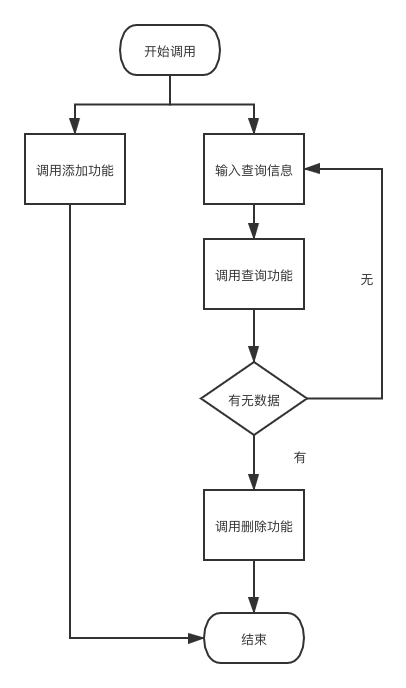 开始调用
调用添加功能
输入查询信息
调用查询功能
无
有无数据
有
调用删除功能
结束